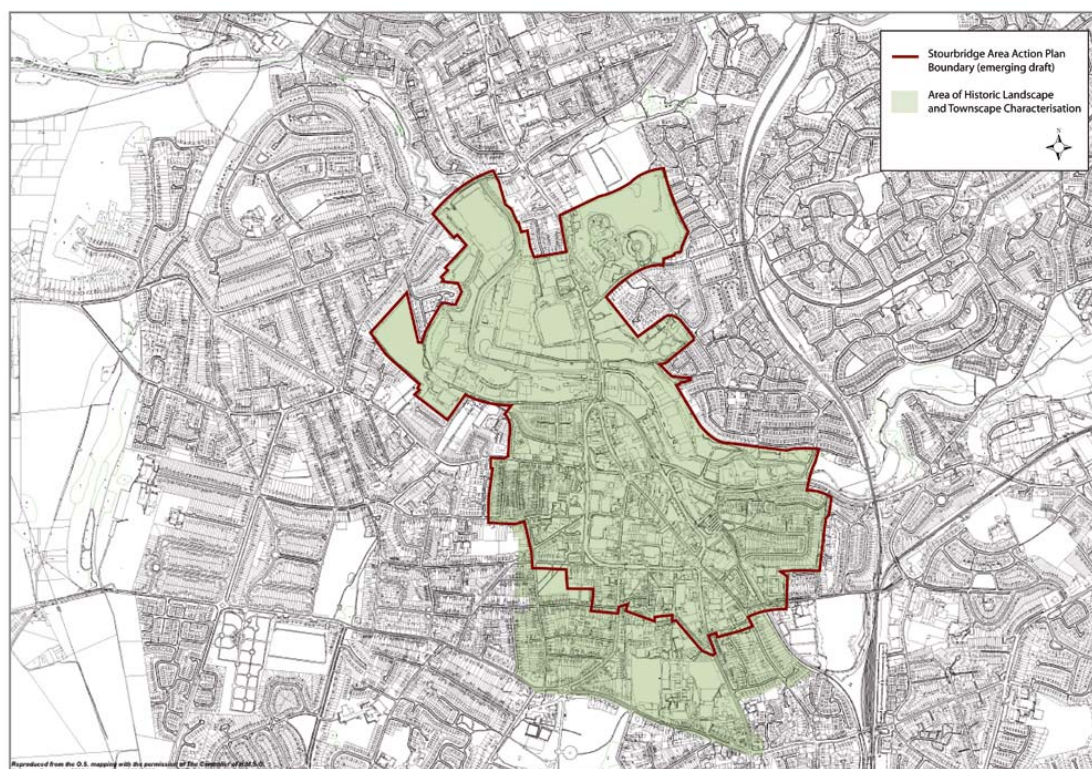 Stourbridge Area Action Plan
Boundary (emerging draft)
Area of Historic Landscape
and Townscape Characterisation
N
Reproduced from the O.S. mapping with the permission of The Controller of H.M.S.O.